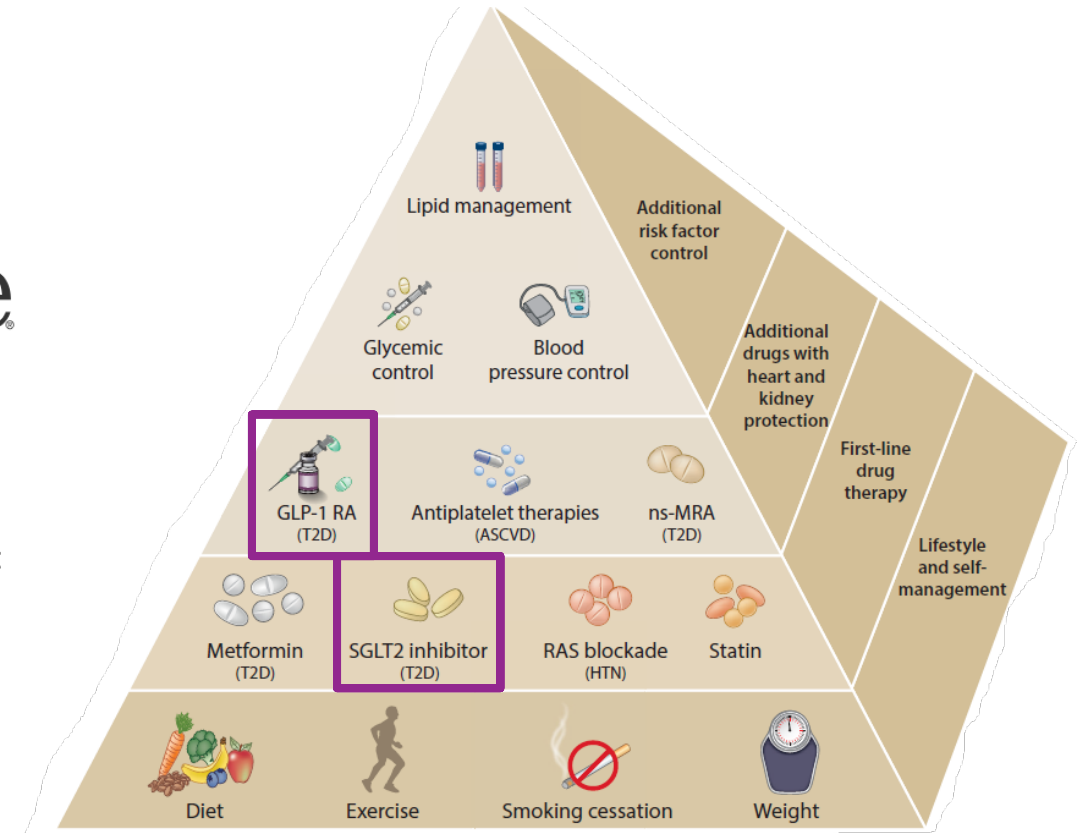 Lipid management
Additional
risk factor
control
Glycemic
control
Blood
pressure control
Additional
drugs with
heart and
kidney
protection
GLP-1 RA
(T2D)
Antiplatelet therapies
(ASCVD)
ns-MRA
(T2D)
First-line
drug
therapy
Metformin
(T2D)
SGLT2 inhibitor
(T2D)
RAS blockade
(HTN)
Statin
Lifestyle
and self-
management
Diet
Exercise
Smoking cessation
Weight